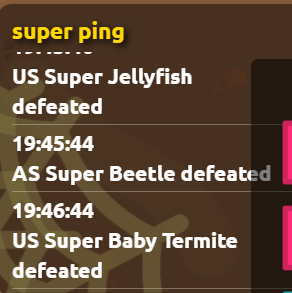 super ping
US Super Jellyfish
defeated
19:45:44
AS Super Beetle defeated
19:46:44
US Super Baby Termite
defeated